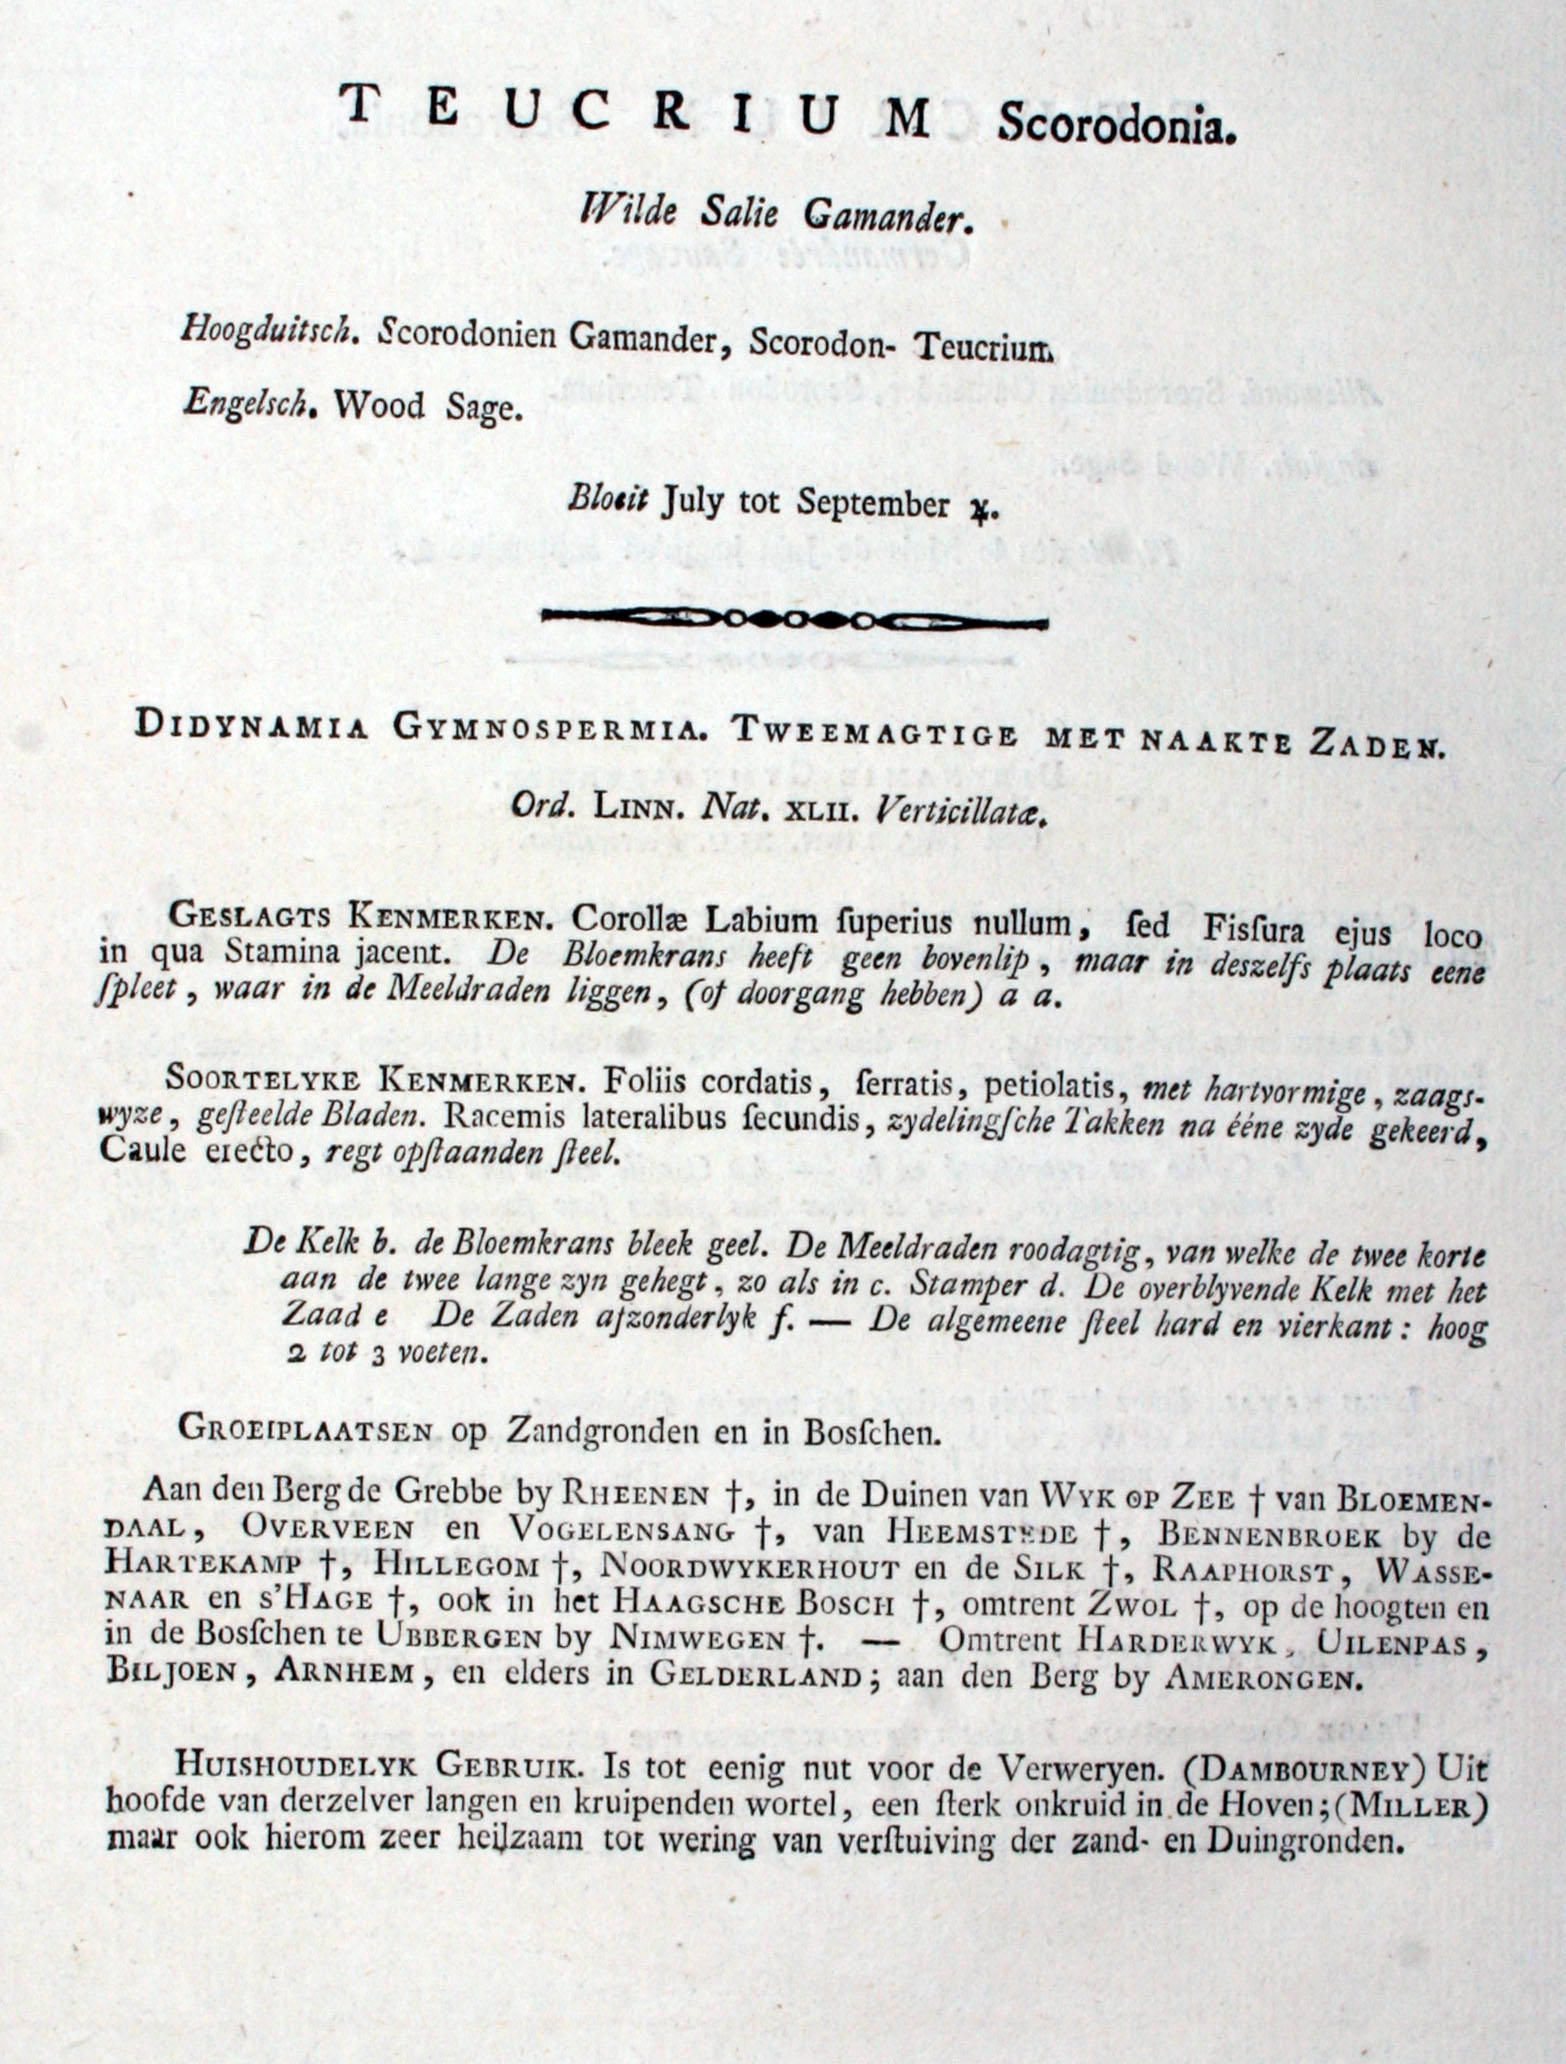 TEUCRIUM Scorodonia.
Wilde Salie Gamander.
Hoogduitsch. Scorodonien Gamander, Scorodon- Teucrium
Engelsch. Wood Sage.
Bloeit July tot September ♃.
DIDYNAMIA GYMNOSPERMIA. TWEEMAGTIGE MET NAAKTE ZADEN.
Ord. LINN. Nat. XLII. Verticillatæ.
GESLAGTS KENMERKEN. Corollæ Labium ſuperius nullum, ſed Fisſura ejus loco
in qua Stamina jacent. De Bloemkrans heeft geen bovenlip, maar in deszelfs plaats eene
ſpleet, waar in de Meeldraden liggen, (of doorgang hebben) a a.
SOORTELYKE KENMERKEN. Foliis cordatis, ſerratis, petiolatis, met hartvormige, zaags-
wyze, geſteelde Bladen. Racemis lateralibus ſecundis, zydelingſche Takken na ééne zyde gekeerd,
Caule erecto, regt opſtaanden ſteel.
De Kelk b. de Bloemkrans bleek geel. De Meeldraden roodagtig, van welke de twee korte
aan de twee lange zyn gehegt, zo als in c. Stamper d. De overblyvende Kelk met het
Zaad e De Zaden afzonderlyk f. — De algemeene ſteel hard en vierkant: hoog
2 tot 3 voeten.
GROEIPLAATSEN op Zandgronden en in Bosſchen.
Aan den Berg de Grebbe by RHEENEN †, in de Duinen van WYK OP ZEE † van BLOEMEN-
DAAL, OVERVEEN en VOGELENSANG †, van HEEMSTEDE †, BENNENBROEK by de
HARTEKAMP †, HILLEGOM †, NOORDWYKERHOUT en de SILK †, RAAPHORST, WASSE-
NAAR en s'HAGE †, ook in het HAAGSCHE BOSCH †, omtrent ZWOL †, op de hoogten en
in de Bosſchen te UBBERGEN by NIMWEGEN †. — Omtrent HARDERWYK, UILENPAS,
BILJOEN, ARNHEM, en elders in GELDERLAND; aan den Berg by AMERONGEN.
HUISHOUDELYK GEBRUIK. Is tot eenig nut voor de Verweryen. (DAMBOURNEY) Uit
hoofde van derzelver langen en kruipenden wortel, een ſterk onkruid in de Hoven; (MILLER)
maar ook hierom zeer heilzaam tot wering van verſtuiving der zand- en Duingronden.